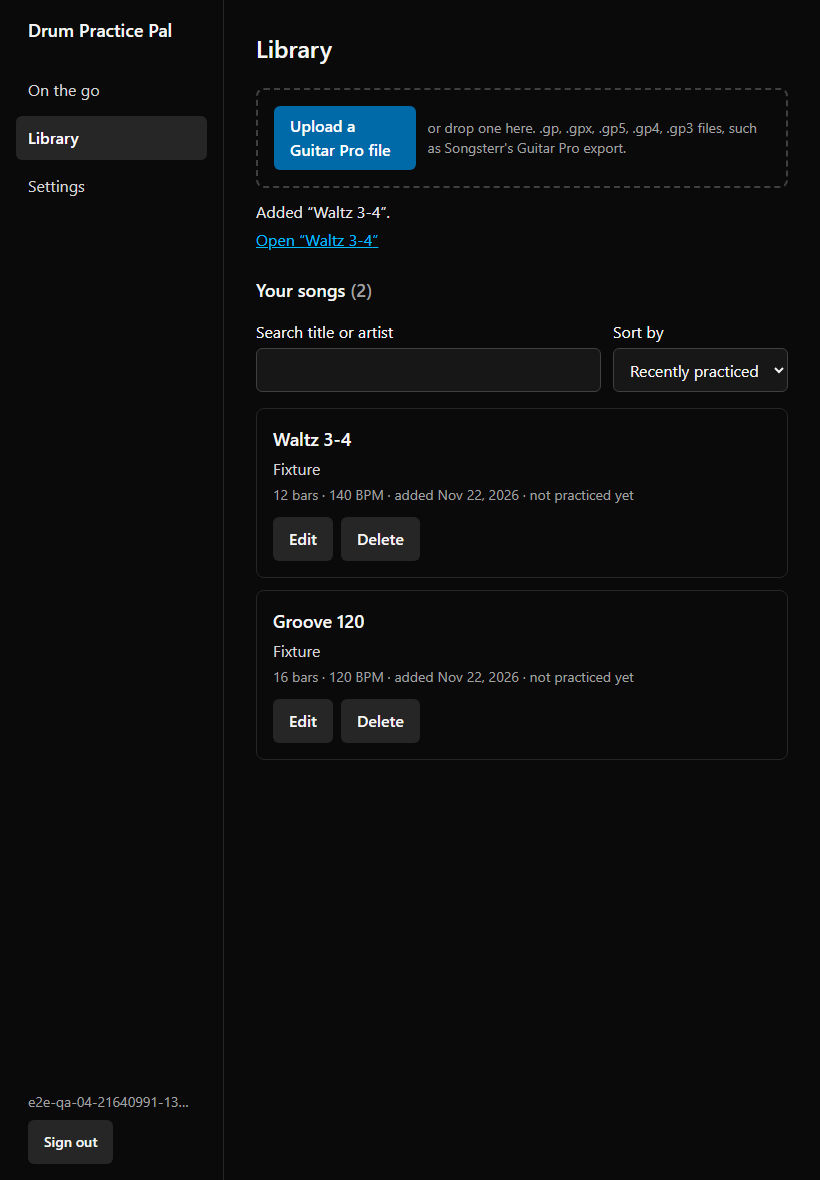 Drum Practice Pal
On the go
Library
Settings
e2e-qa-04-21640991-13…
Sign out
Library
Upload a
Guitar Pro file
or drop one here. .gp, .gpx, .gp5, .gp4, .gp3 files, such
as Songsterr's Guitar Pro export.
Added “Waltz 3-4”.
Open “Waltz 3-4”
Your songs (2)
Search title or artist
Sort by
Recently practiced
Waltz 3-4
Fixture
12 bars · 140 BPM · added Nov 22, 2026 · not practiced yet
Edit
Delete
Groove 120
Fixture
16 bars · 120 BPM · added Nov 22, 2026 · not practiced yet
Edit
Delete